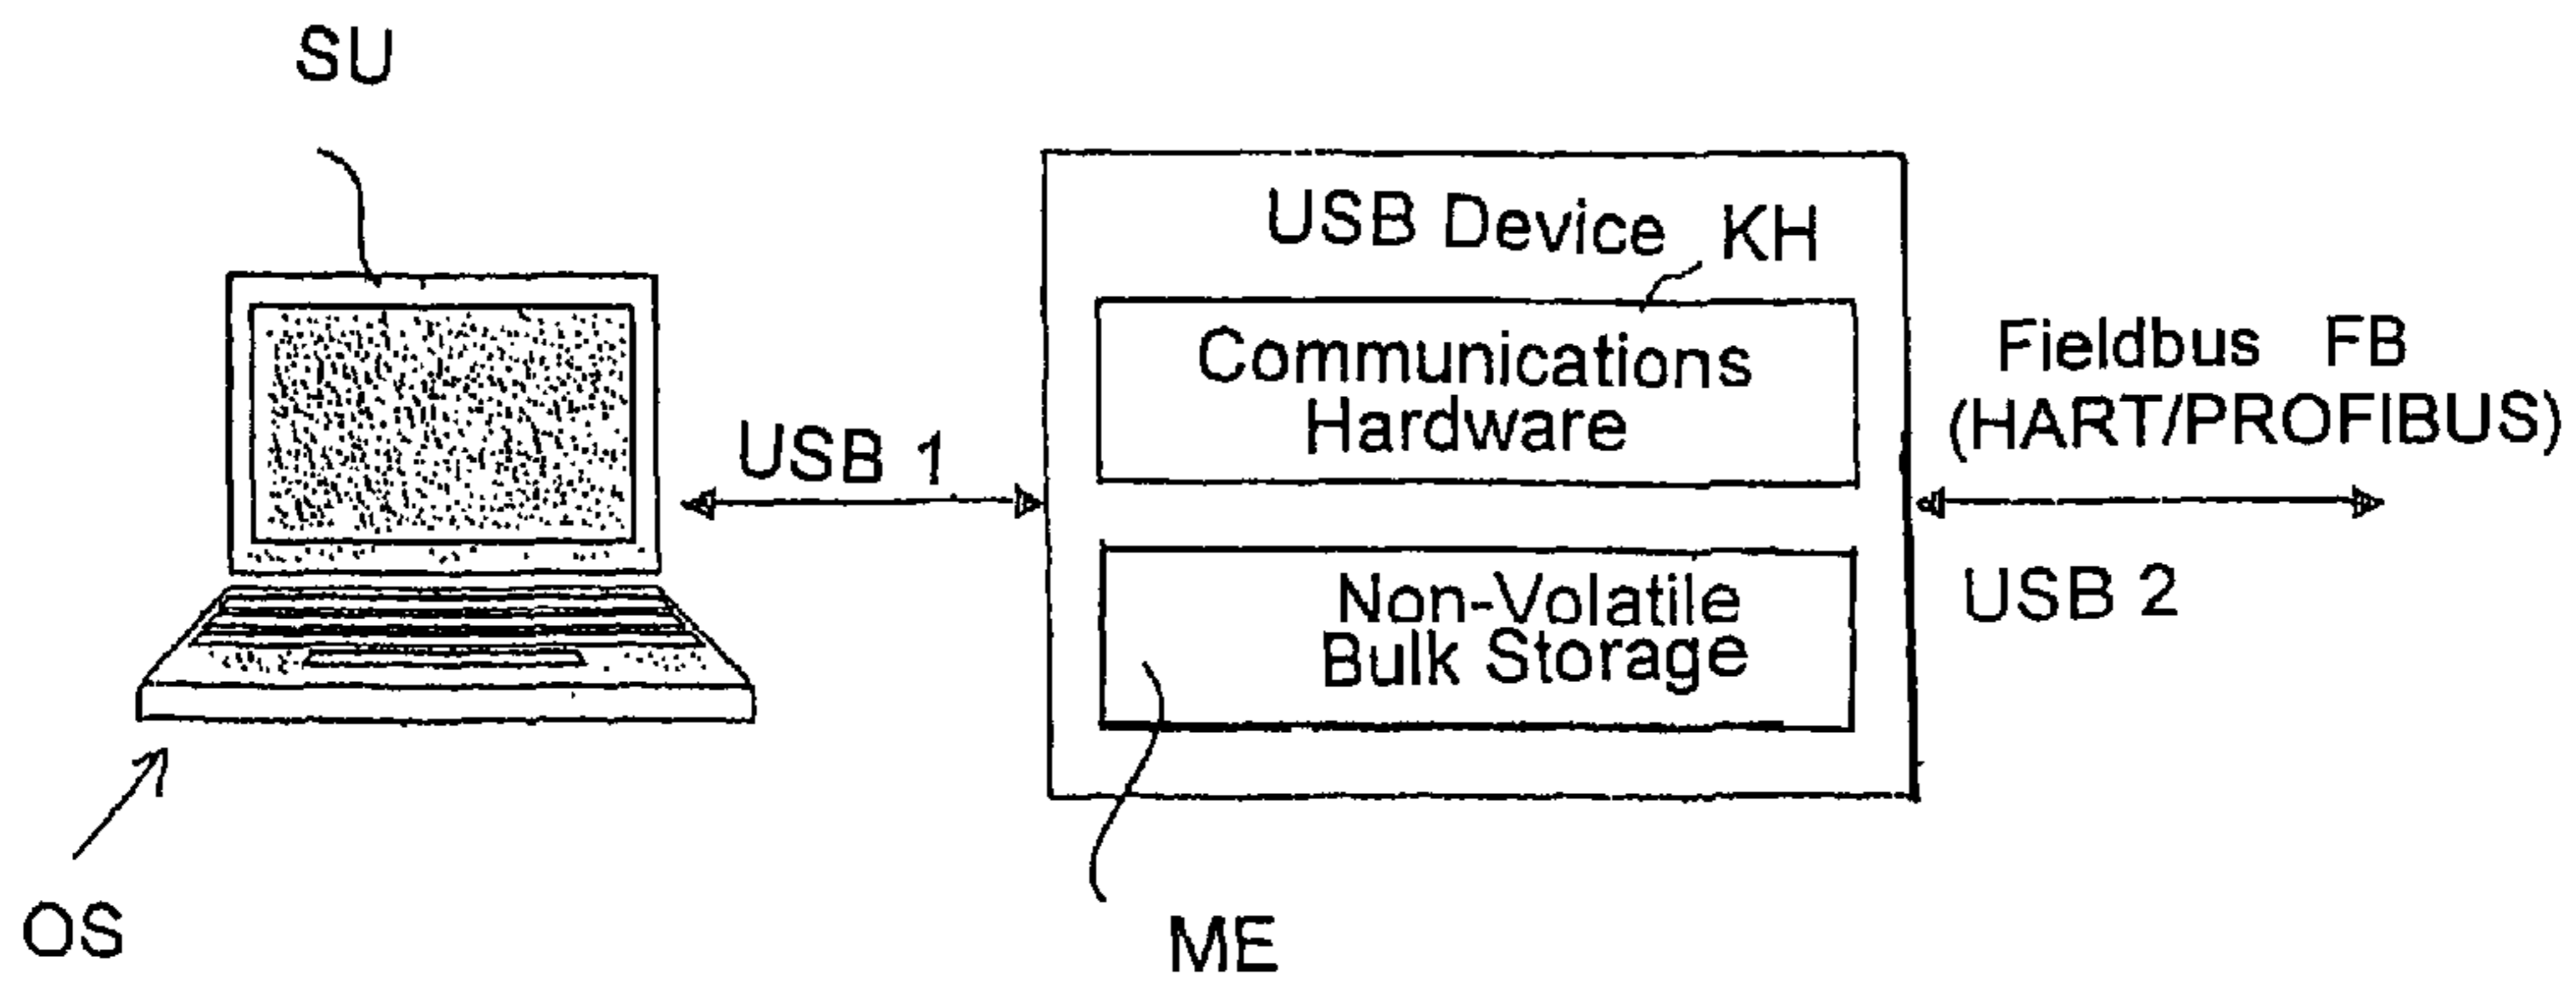 SU
USB Device KH
Communications
Hardware
Fieldbus FB
(HART/PROFIBUS)
USB 1
USB 2
Non-Volatile
Bulk Storage
OS
ME